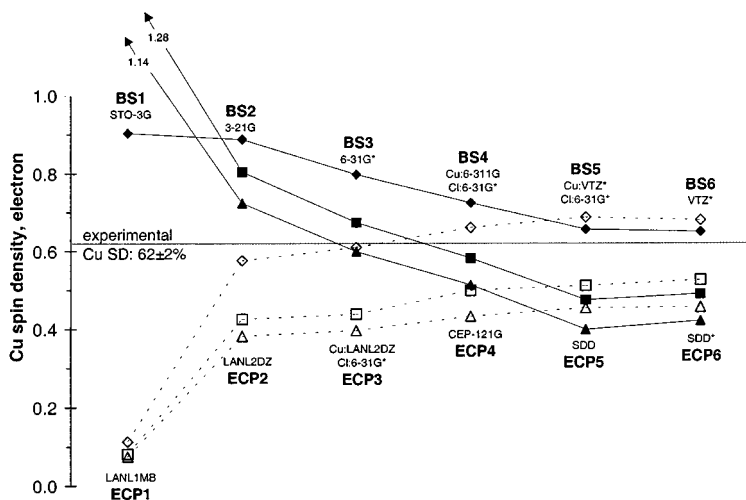 1.28
1.14
1.0
BS1
STO-3G
BS2
3-21G
BS3
6-31G*
BS4
Cu:6-311G
Cl:6-31G*
BS5
Cu:VTZ*
Cl:6-31G*
BS6
VTZ*
0.8
experimental
Cu SD: 62±2%
0.6
Cu spin density, electron
0.4
LANL2DZ
ECP2
Cu:LANL2DZ
Cl:6-31G*
ECP3
CEP-121G
ECP4
SDD
ECP5
SDD*
ECP6
0.2
0.0
LANL1MB
ECP1